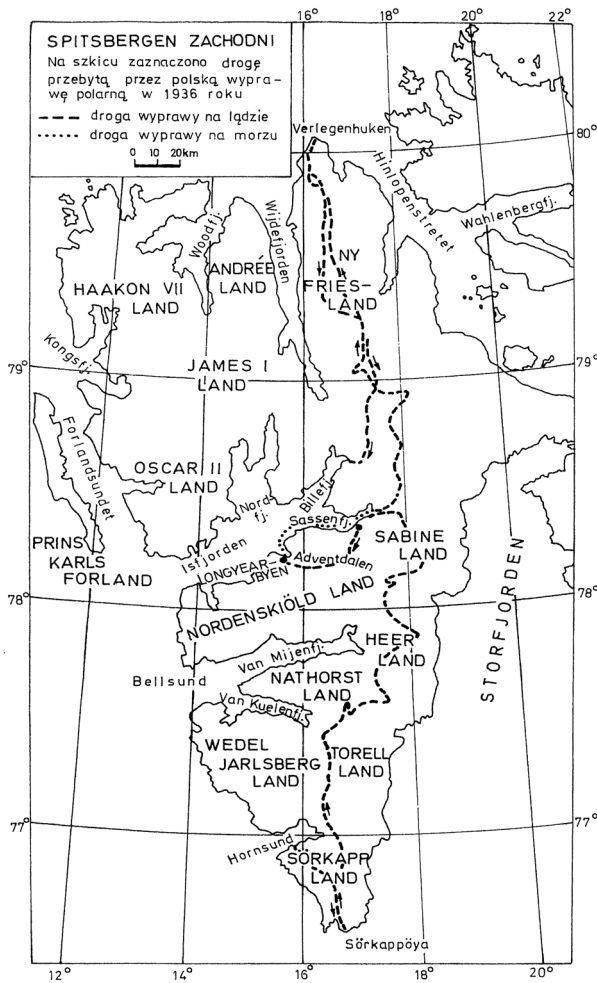 16° 18° 20° 22°
SPITSBERGEN ZACHODNI
Na szkicu zaznaczono drogę
przebytą przez polską wypra-
wę polarną w 1936 roku
droga wyprawy na lądzie
droga wyprawy na morzu
0 10 20km
Verlegenhuken
80°
Hinlopenstretet
Wahlenbergfj.
Woodfj.
Wijdefjorden
NY
FRIES-
LAND
ANDRÉE
LAND
HAAKON VII
LAND
Kongsfj.
79°
79°
JAMES I
LAND
Forlandsundet
OSCAR II
LAND
Nord-
fj.
Billefj.
Sassenfj.
PRINS
KARLS
FORLAND
Isfjorden
LONGYEAR-
BYEN
Adventdalen
SABINE
LAND
STORFJORDEN
78°
78°
NORDENSKIÖLD LAND
HEER
LAND
Van Mijenfj.
Bellsund
NATHORST
LAND
Van Kuelenfj.
WEDEL
JARLSBERG
LAND
TORELL
LAND
77°
77°
Hornsund
SÖRKAPP
LAND
Sörkappöya
12° 14° 16° 18° 20°